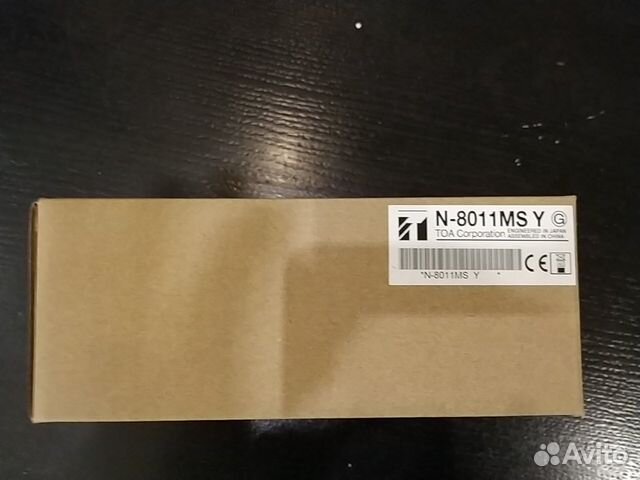 N-8011MS Y G
TOA Corporation ENGINEERED IN JAPAN
ASSEMBLED IN CHINA
*N-8011MS Y *
CE
Avito